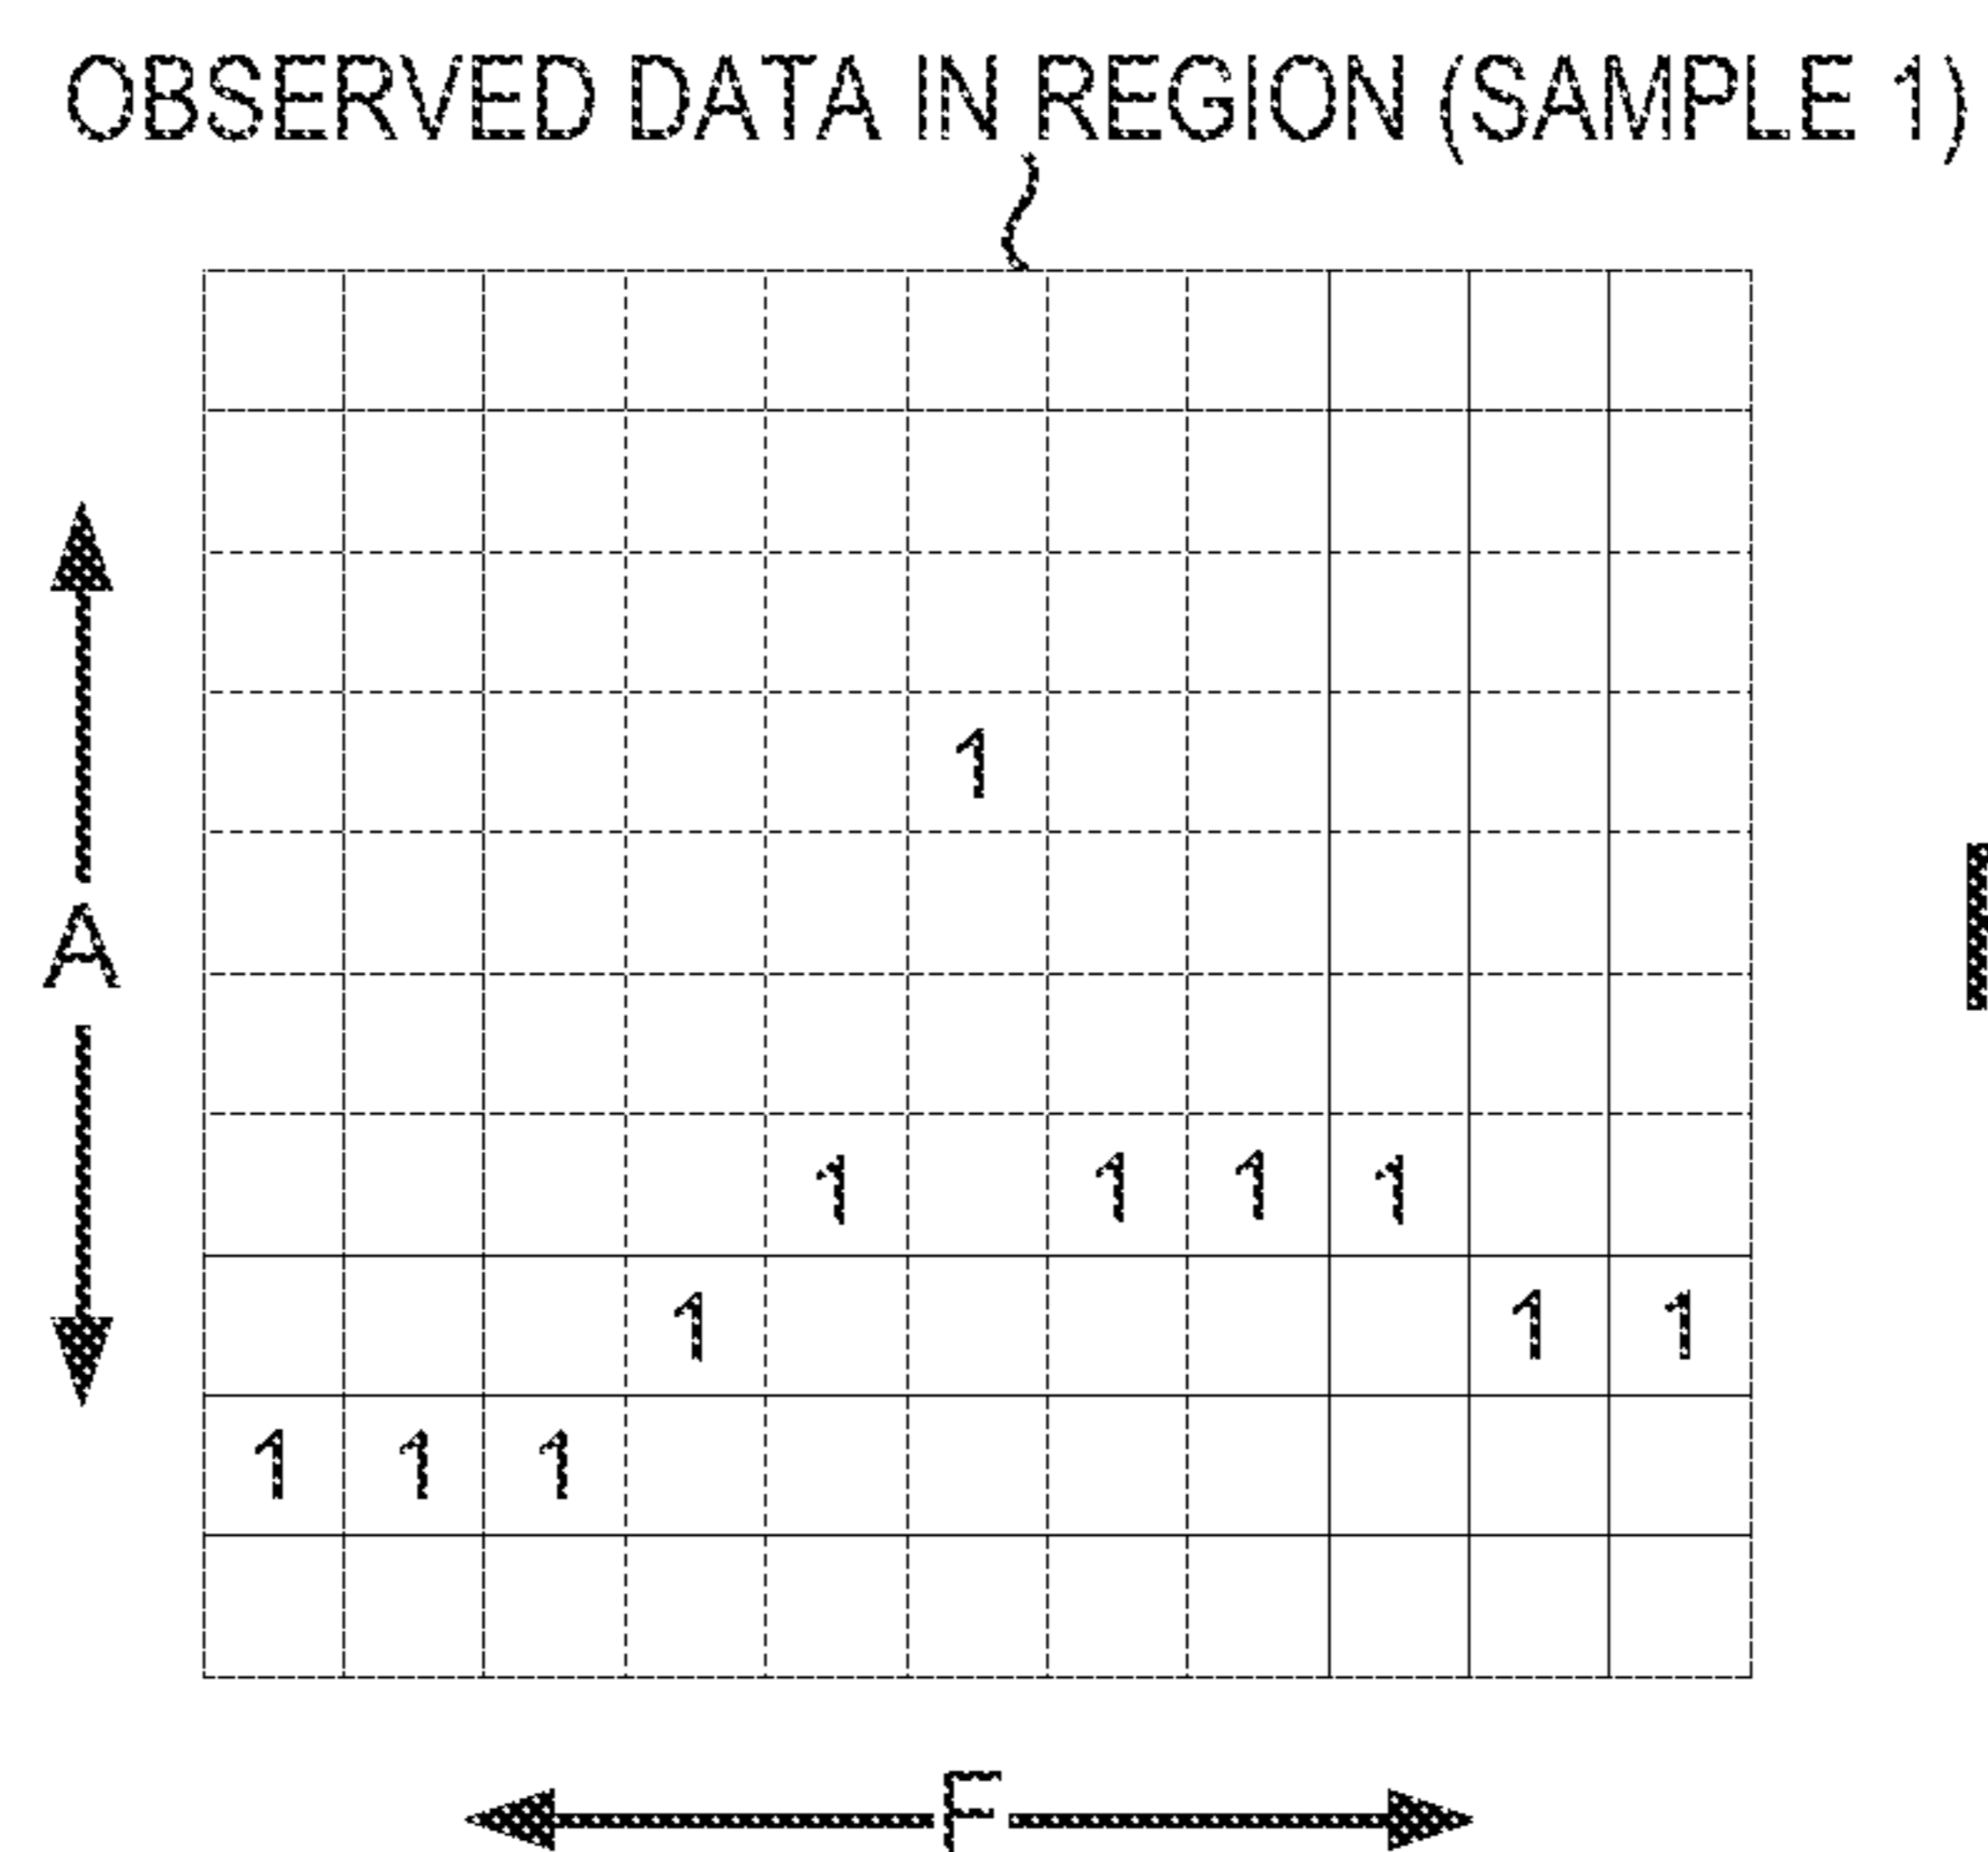 OBSERVED DATA IN REGION (SAMPLE 1)
1
A
1 1 1 1
1 1 1
1 1 1
F